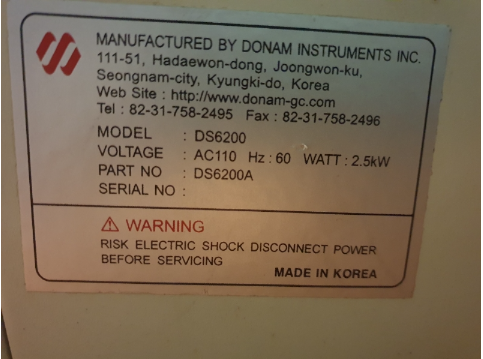 MANUFACTURED BY DONAM INSTRUMENTS INC.
111-51, Hadaewon-dong, Joongwon-ku,
Seongnam-city, Kyungki-do, Korea
Web Site : http://www.donam-gc.com
Tel : 82-31-758-2495 Fax : 82-31-758-2496
MODEL : DS6200
VOLTAGE : AC110 Hz : 60 WATT : 2.5kW
PART NO : DS6200A
SERIAL NO :
⚠ WARNING
RISK ELECTRIC SHOCK DISCONNECT POWER
BEFORE SERVICING
MADE IN KOREA